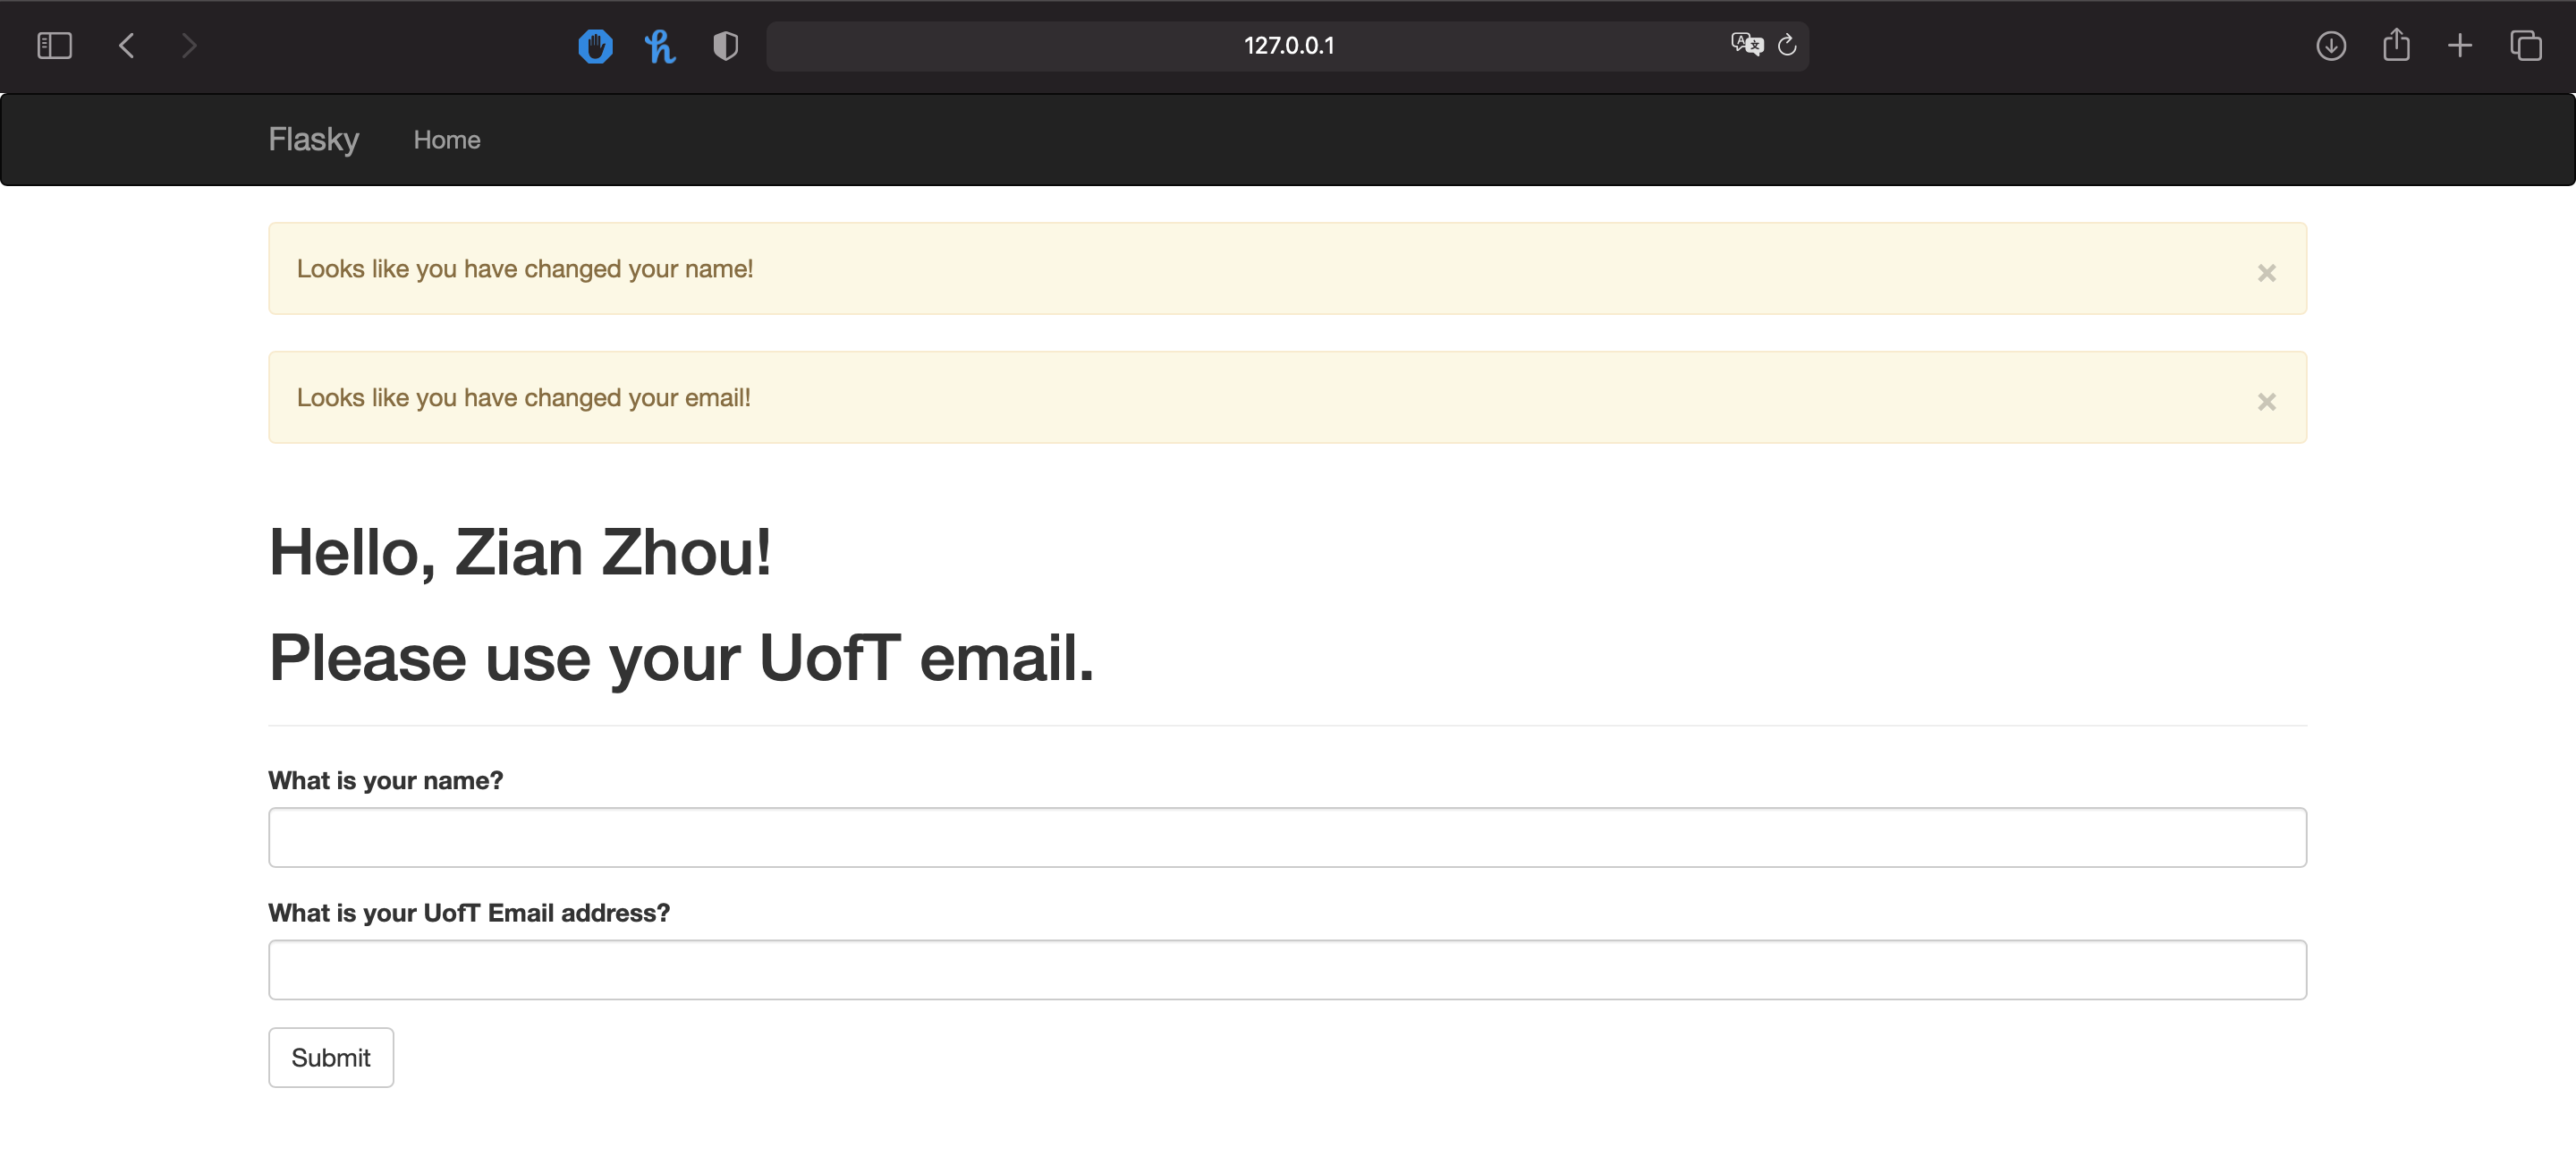 127.0.0.1
Flasky Home
Looks like you have changed your name! ×
Looks like you have changed your email! ×
Hello, Zian Zhou!
Please use your UofT email.
What is your name?
What is your UofT Email address?
Submit